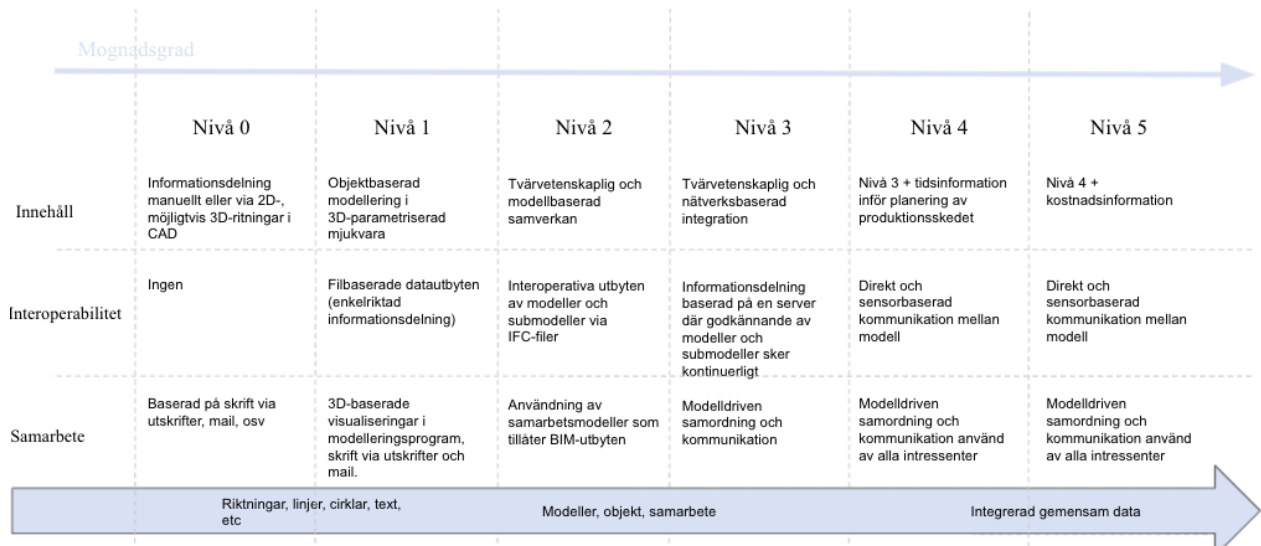 Mognadsgrad
Nivå 0
Nivå 1
Nivå 2
Nivå 3
Nivå 4
Nivå 5
Innehåll
Informationsdelning
manuellt eller via 2D-,
möjligtvis 3D-ritningar i
CAD
Objektbaserad
modellering i
3D-parametriserad
mjukvara
Tvärvetenskaplig och
modellbaserad
samverkan
Tvärvetenskaplig och
nätverksbaserad
integration
Nivå 3 + tidsinformation
inför planering av
produktionsskedet
Nivå 4 +
kostnadsinformation
Interoperabilitet
Ingen
Filbaserade datautbyten
(enkelriktad
informationsdelning)
Interoperativa utbyten
av modeller och
submodeller via
IFC-filer
Informationsdelning
baserad på en server
där godkännande av
modeller och
submodeller sker
kontinuerligt
Direkt och
sensorbaserad
kommunikation mellan
modell
Direkt och
sensorbaserad
kommunikation mellan
modell
Samarbete
Baserad på skrift via
utskrifter, mail, osv
3D-baserade
visualiseringar i
modelleringsprogram,
skrift via utskrifter och
mail.
Användning av
samarbetsmodeller som
tillåter BIM-utbyten
Modelldriven
samordning och
kommunikation
Modelldriven
samordning och
kommunikation använd
av alla intressenter
Modelldriven
samordning och
kommunikation använd
av alla intressenter
Riktningar, linjer, cirklar, text,
etc
Modeller, objekt, samarbete
Integrerad gemensam data